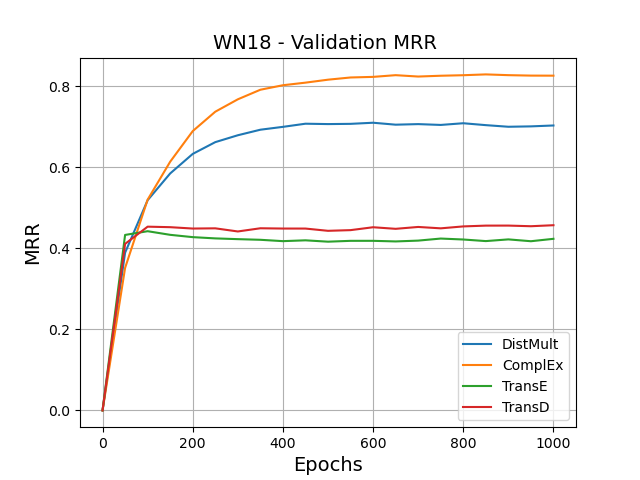 WN18 - Validation MRR
MRR
0.8
0.6
0.4
0.2
0.0
0 200 400 600 800 1000
Epochs
DistMult
ComplEx
TransE
TransD